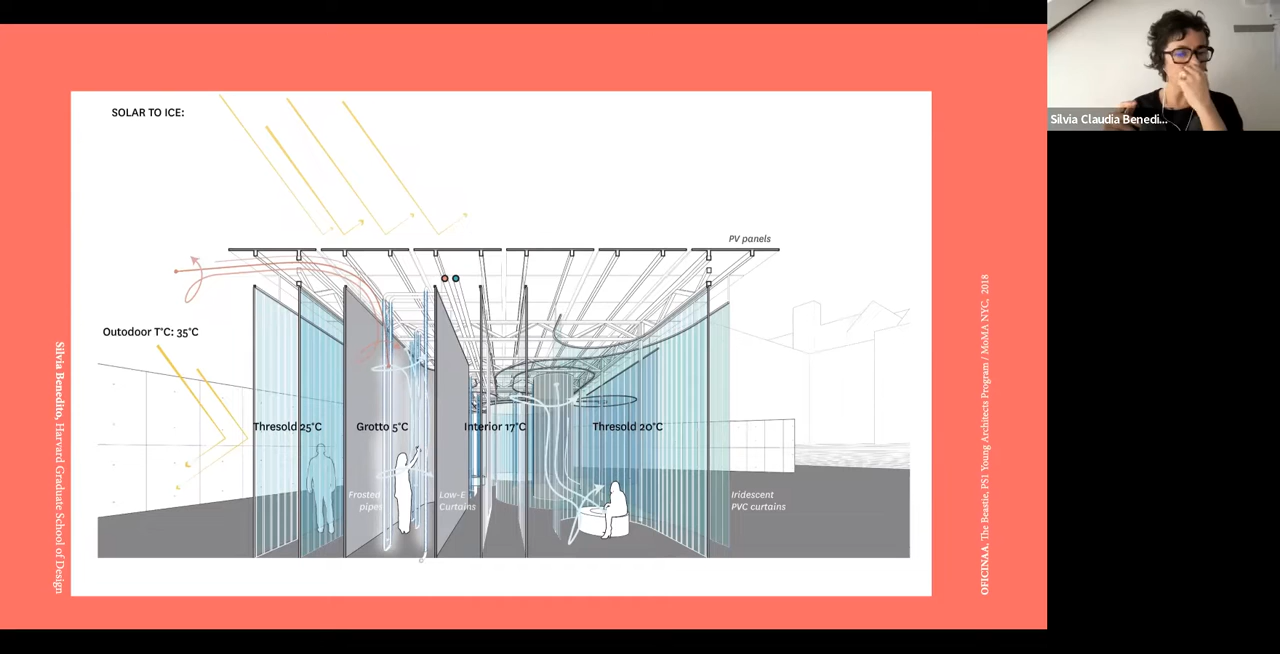 SOLAR TO ICE:
PV panels
Outodoor T°C: 35°C
Thresold 25°C
Grotto 5°C
Interior 17°C
Thresold 20°C
Frosted
pipes
Low-E
Curtains
Iridescent
PVC curtains
Silvia Benedito, Harvard Graduate School of Design
OFICINAA, The Beastie, PS1 Young Architects Program / MoMA NYC, 2018
Silvia Claudia Benedi...